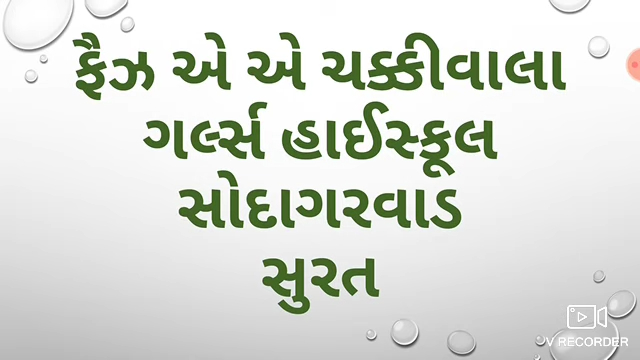 ફૈઝ એ એ ચક્કીવાલા
ગર્લ્સ હાઈસ્કૂલ
સોદાગરવાડ
સુરત
V RECORDER